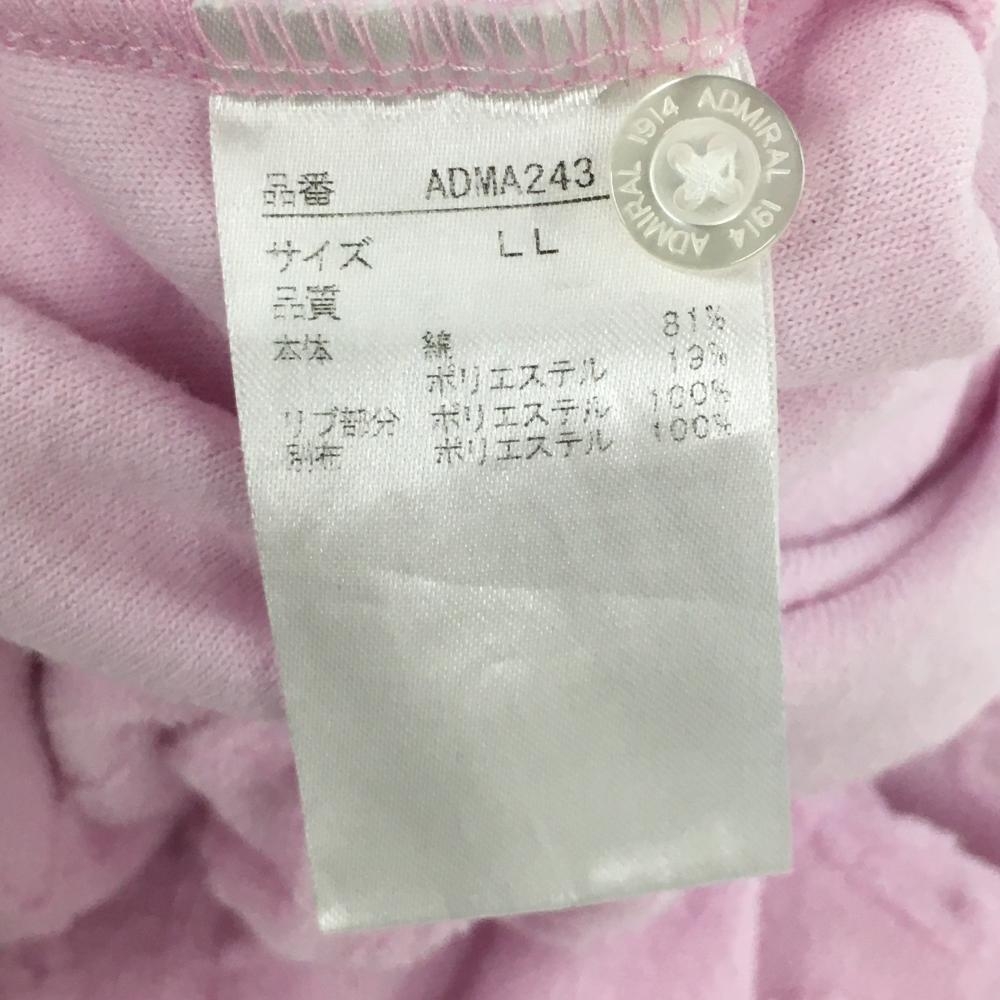 ADMIRAL 1914 ADMIRAL 1914
品番 ADMA243
サイズ LL
品質
本体 綿 81%
ポリエステル 19%
リブ部分 ポリエステル 100%
別布 ポリエステル 100%